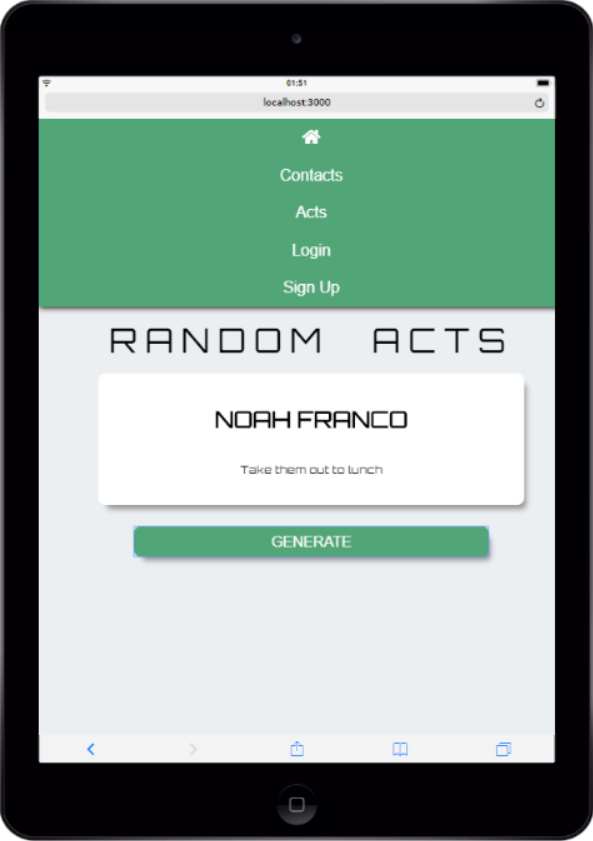 01:51
localhost:3000
Contacts
Acts
Login
Sign Up
RANDOM ACTS
NOAH FRANCO
Take them out to lunch
GENERATE